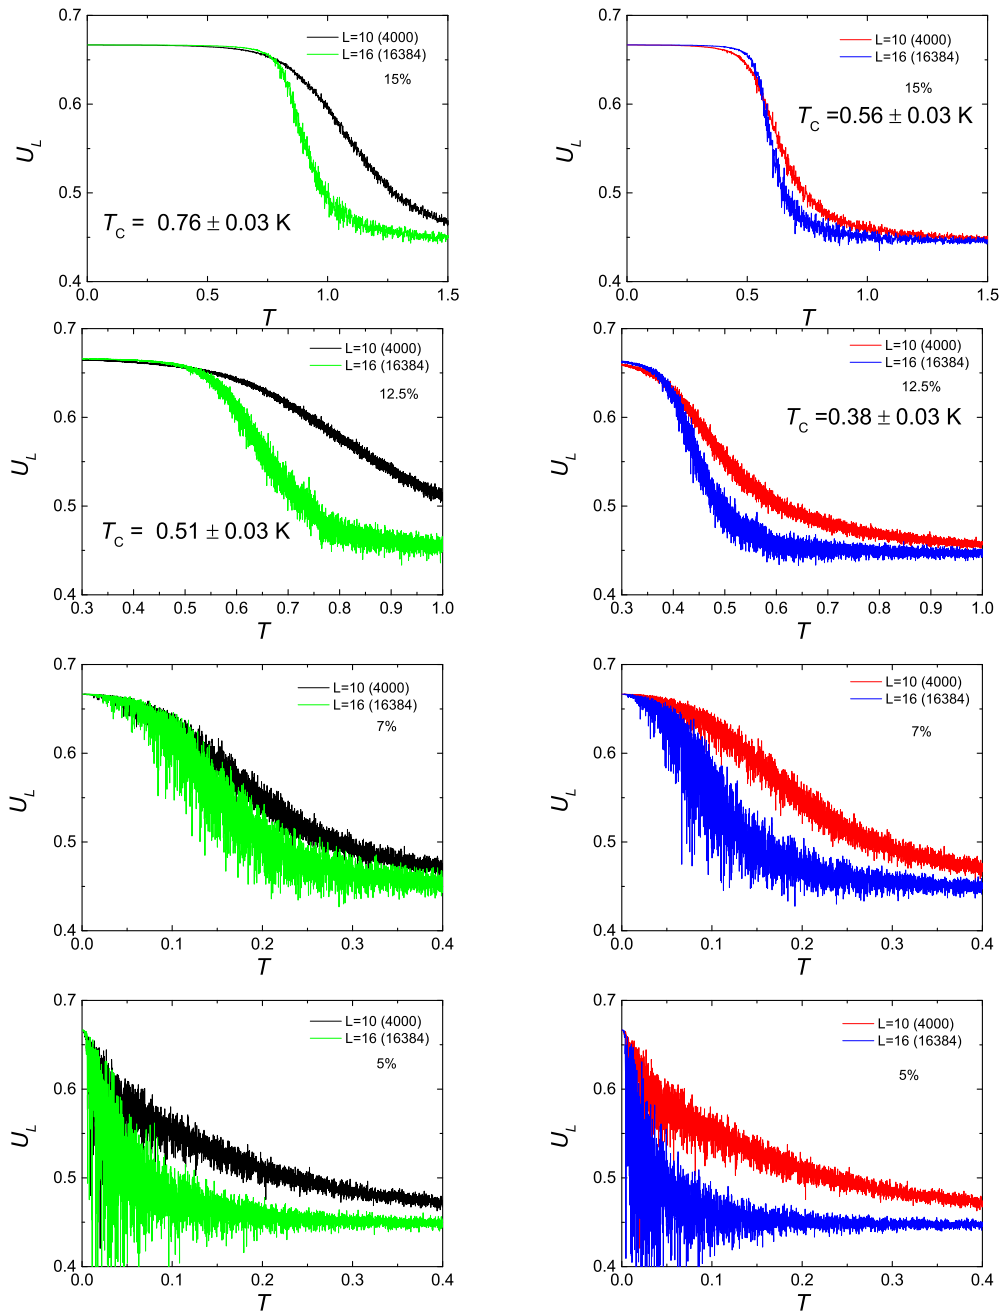 0.7
0.6
0.5
0.4
U_L
L=10 (4000)
L=16 (16384)
15%
T_C = 0.76 ± 0.03 K
0.0 0.5 1.0 1.5
T
0.7
0.6
0.5
0.4
U_L
L=10 (4000)
L=16 (16384)
15%
T_C =0.56 ± 0.03 K
0.0 0.5 1.0 1.5
T
0.7
0.6
0.5
0.4
U_L
L=10 (4000)
L=16 (16384)
12.5%
T_C = 0.51 ± 0.03 K
0.3 0.4 0.5 0.6 0.7 0.8 0.9 1.0
T
0.7
0.6
0.5
0.4
U_L
L=10 (4000)
L=16 (16384)
12.5%
T_C =0.38 ± 0.03 K
0.3 0.4 0.5 0.6 0.7 0.8 0.9 1.0
T
0.7
0.6
0.5
0.4
U_L
L=10 (4000)
L=16 (16384)
7%
0.0 0.1 0.2 0.3 0.4
T
0.7
0.6
0.5
0.4
U_L
L=10 (4000)
L=16 (16384)
7%
0.0 0.1 0.2 0.3 0.4
T
0.7
0.6
0.5
0.4
U_L
L=10 (4000)
L=16 (16384)
5%
0.0 0.1 0.2 0.3 0.4
T
0.7
0.6
0.5
0.4
U_L
L=10 (4000)
L=16 (16384)
5%
0.0 0.1 0.2 0.3 0.4
T